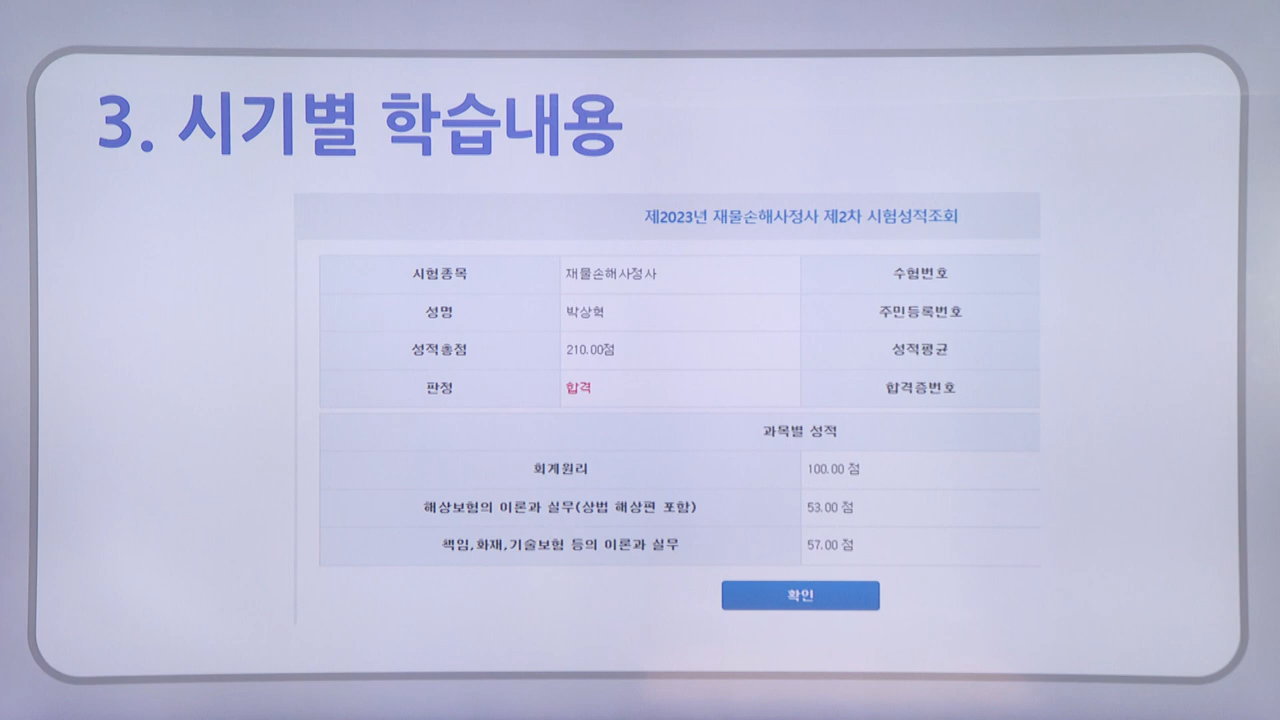 3. 시기별 학습내용
제2023년 재물손해사정사 제2차 시험성적조회
시험종목 재물손해사정사 수험번호
성명 박상혁 주민등록번호
성적총점 210.00점 성적평균
판정 합격 합격증번호
과목별 성적
회계원리 100.00 점
해상보험의 이론과 실무(상법 해상편 포함) 53.00 점
책임,화재,기술보험 등의 이론과 실무 57.00 점
확인